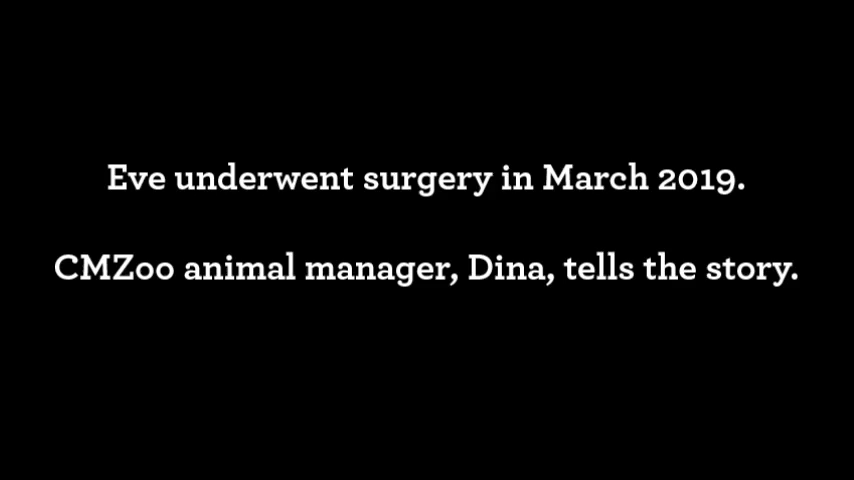 Eve underwent surgery in March 2019.
CMZoo animal manager, Dina, tells the story.